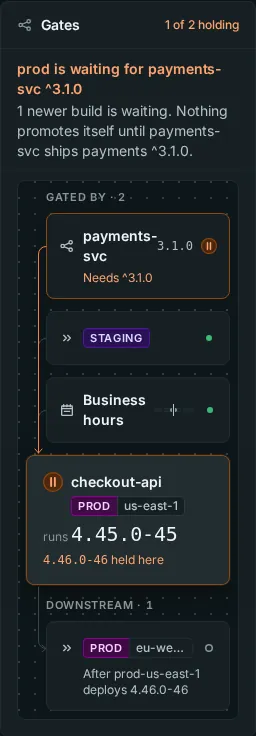 Gates
1 of 2 holding
prod is waiting for payments-
svc ^3.1.0
1 newer build is waiting. Nothing
promotes itself until payments-
svc ships payments ^3.1.0.
GATED BY · 2
payments-
svc
3.1.0
Needs ^3.1.0
STAGING
Business
hours
checkout-api
PROD us-east-1
runs 4.45.0-45
4.46.0-46 held here
DOWNSTREAM · 1
PROD eu-we...
After prod-us-east-1
deploys 4.46.0-46